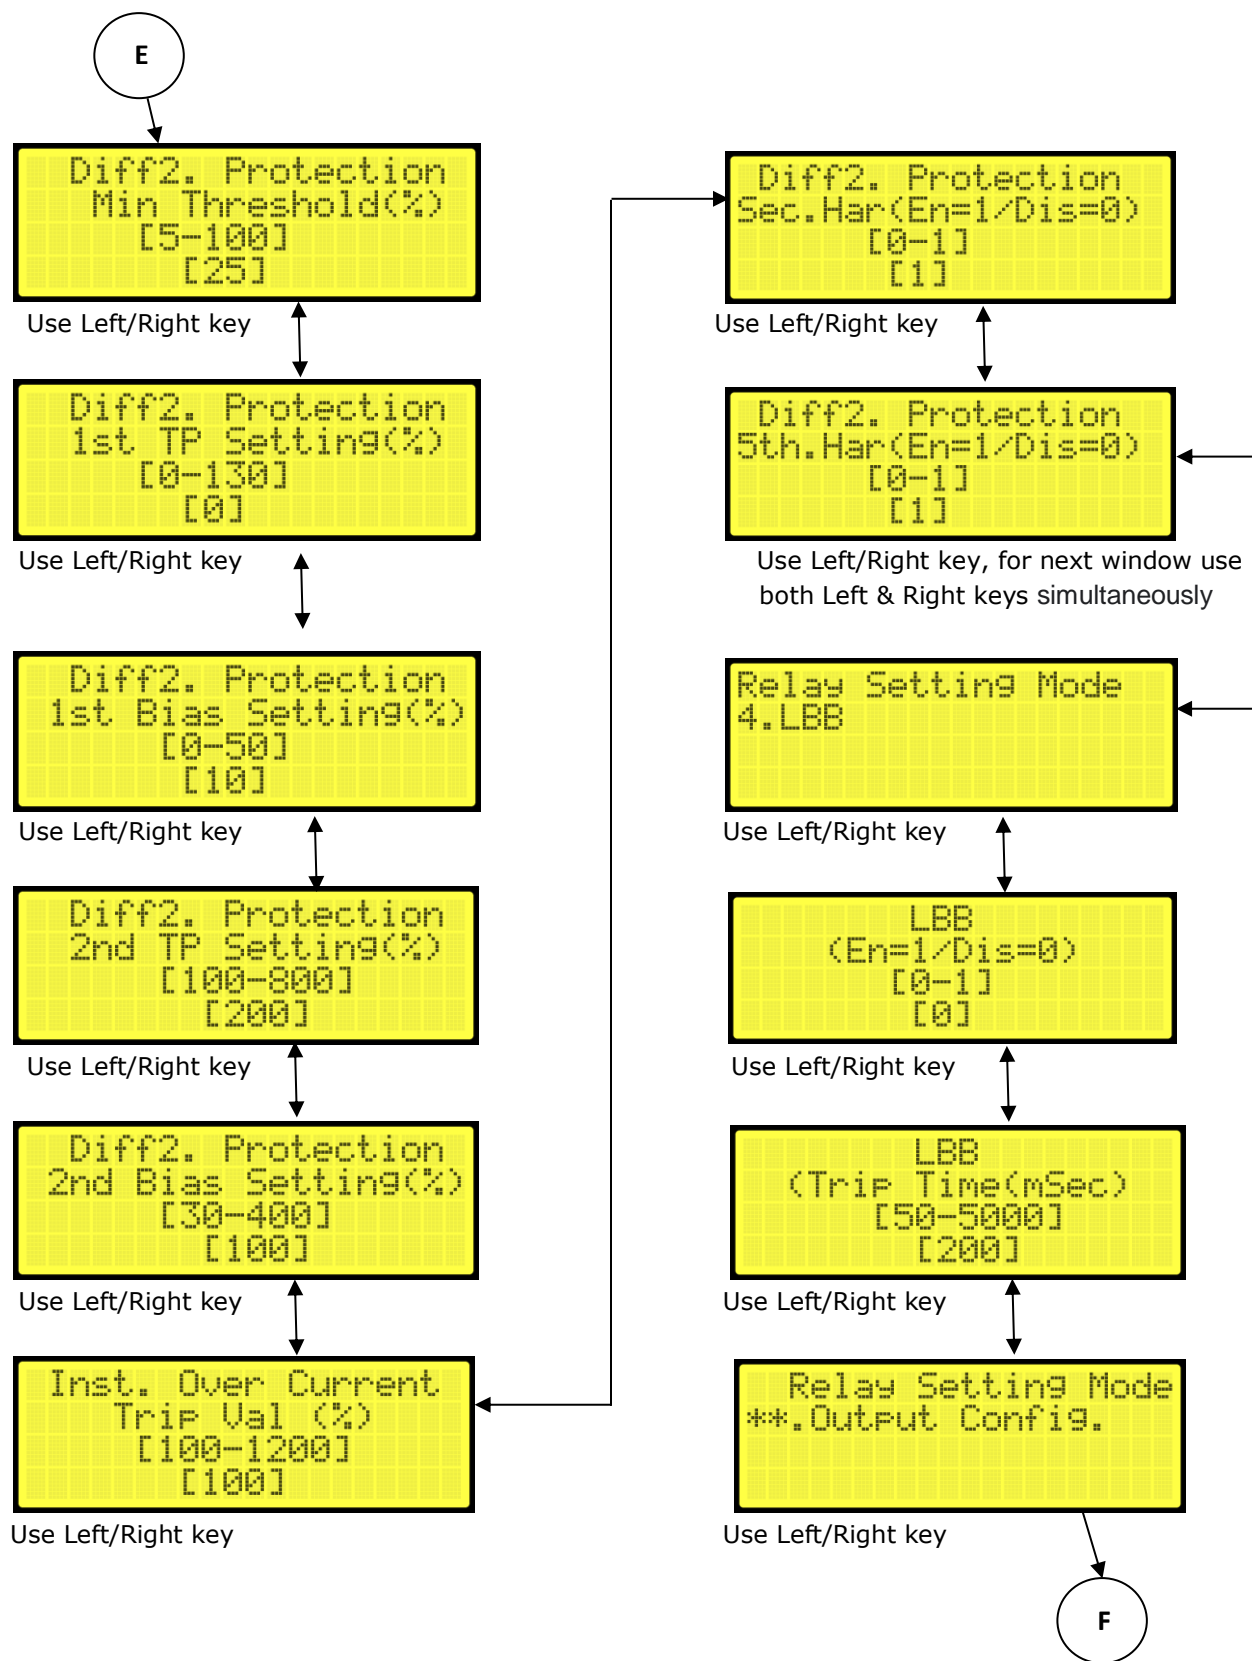 E
Diff2. Protection
Min Threshold(%)
[5-100]
[25]
Use Left/Right key
Diff2. Protection
1st TP Setting(%)
[0-130]
[0]
Use Left/Right key
Diff2. Protection
1st Bias Setting(%)
[0-50]
[10]
Use Left/Right key
Diff2. Protection
2nd TP Setting(%)
[100-800]
[200]
Use Left/Right key
Diff2. Protection
2nd Bias Setting(%)
[30-400]
[100]
Use Left/Right key
Inst. Over Current
Trip Val (%)
[100-1200]
[100]
Use Left/Right key
Diff2. Protection
Sec.Har(En=1/Dis=0)
[0-1]
[1]
Use Left/Right key
Diff2. Protection
5th.Har(En=1/Dis=0)
[0-1]
[1]
Use Left/Right key, for next window use
both Left & Right keys simultaneously
Relay Setting Mode
4.LBB
Use Left/Right key
LBB
(En=1/Dis=0)
[0-1]
[0]
Use Left/Right key
LBB
(Trip Time(mSec)
[50-5000]
[200]
Use Left/Right key
Relay Setting Mode
**.Output Config.
Use Left/Right key
F